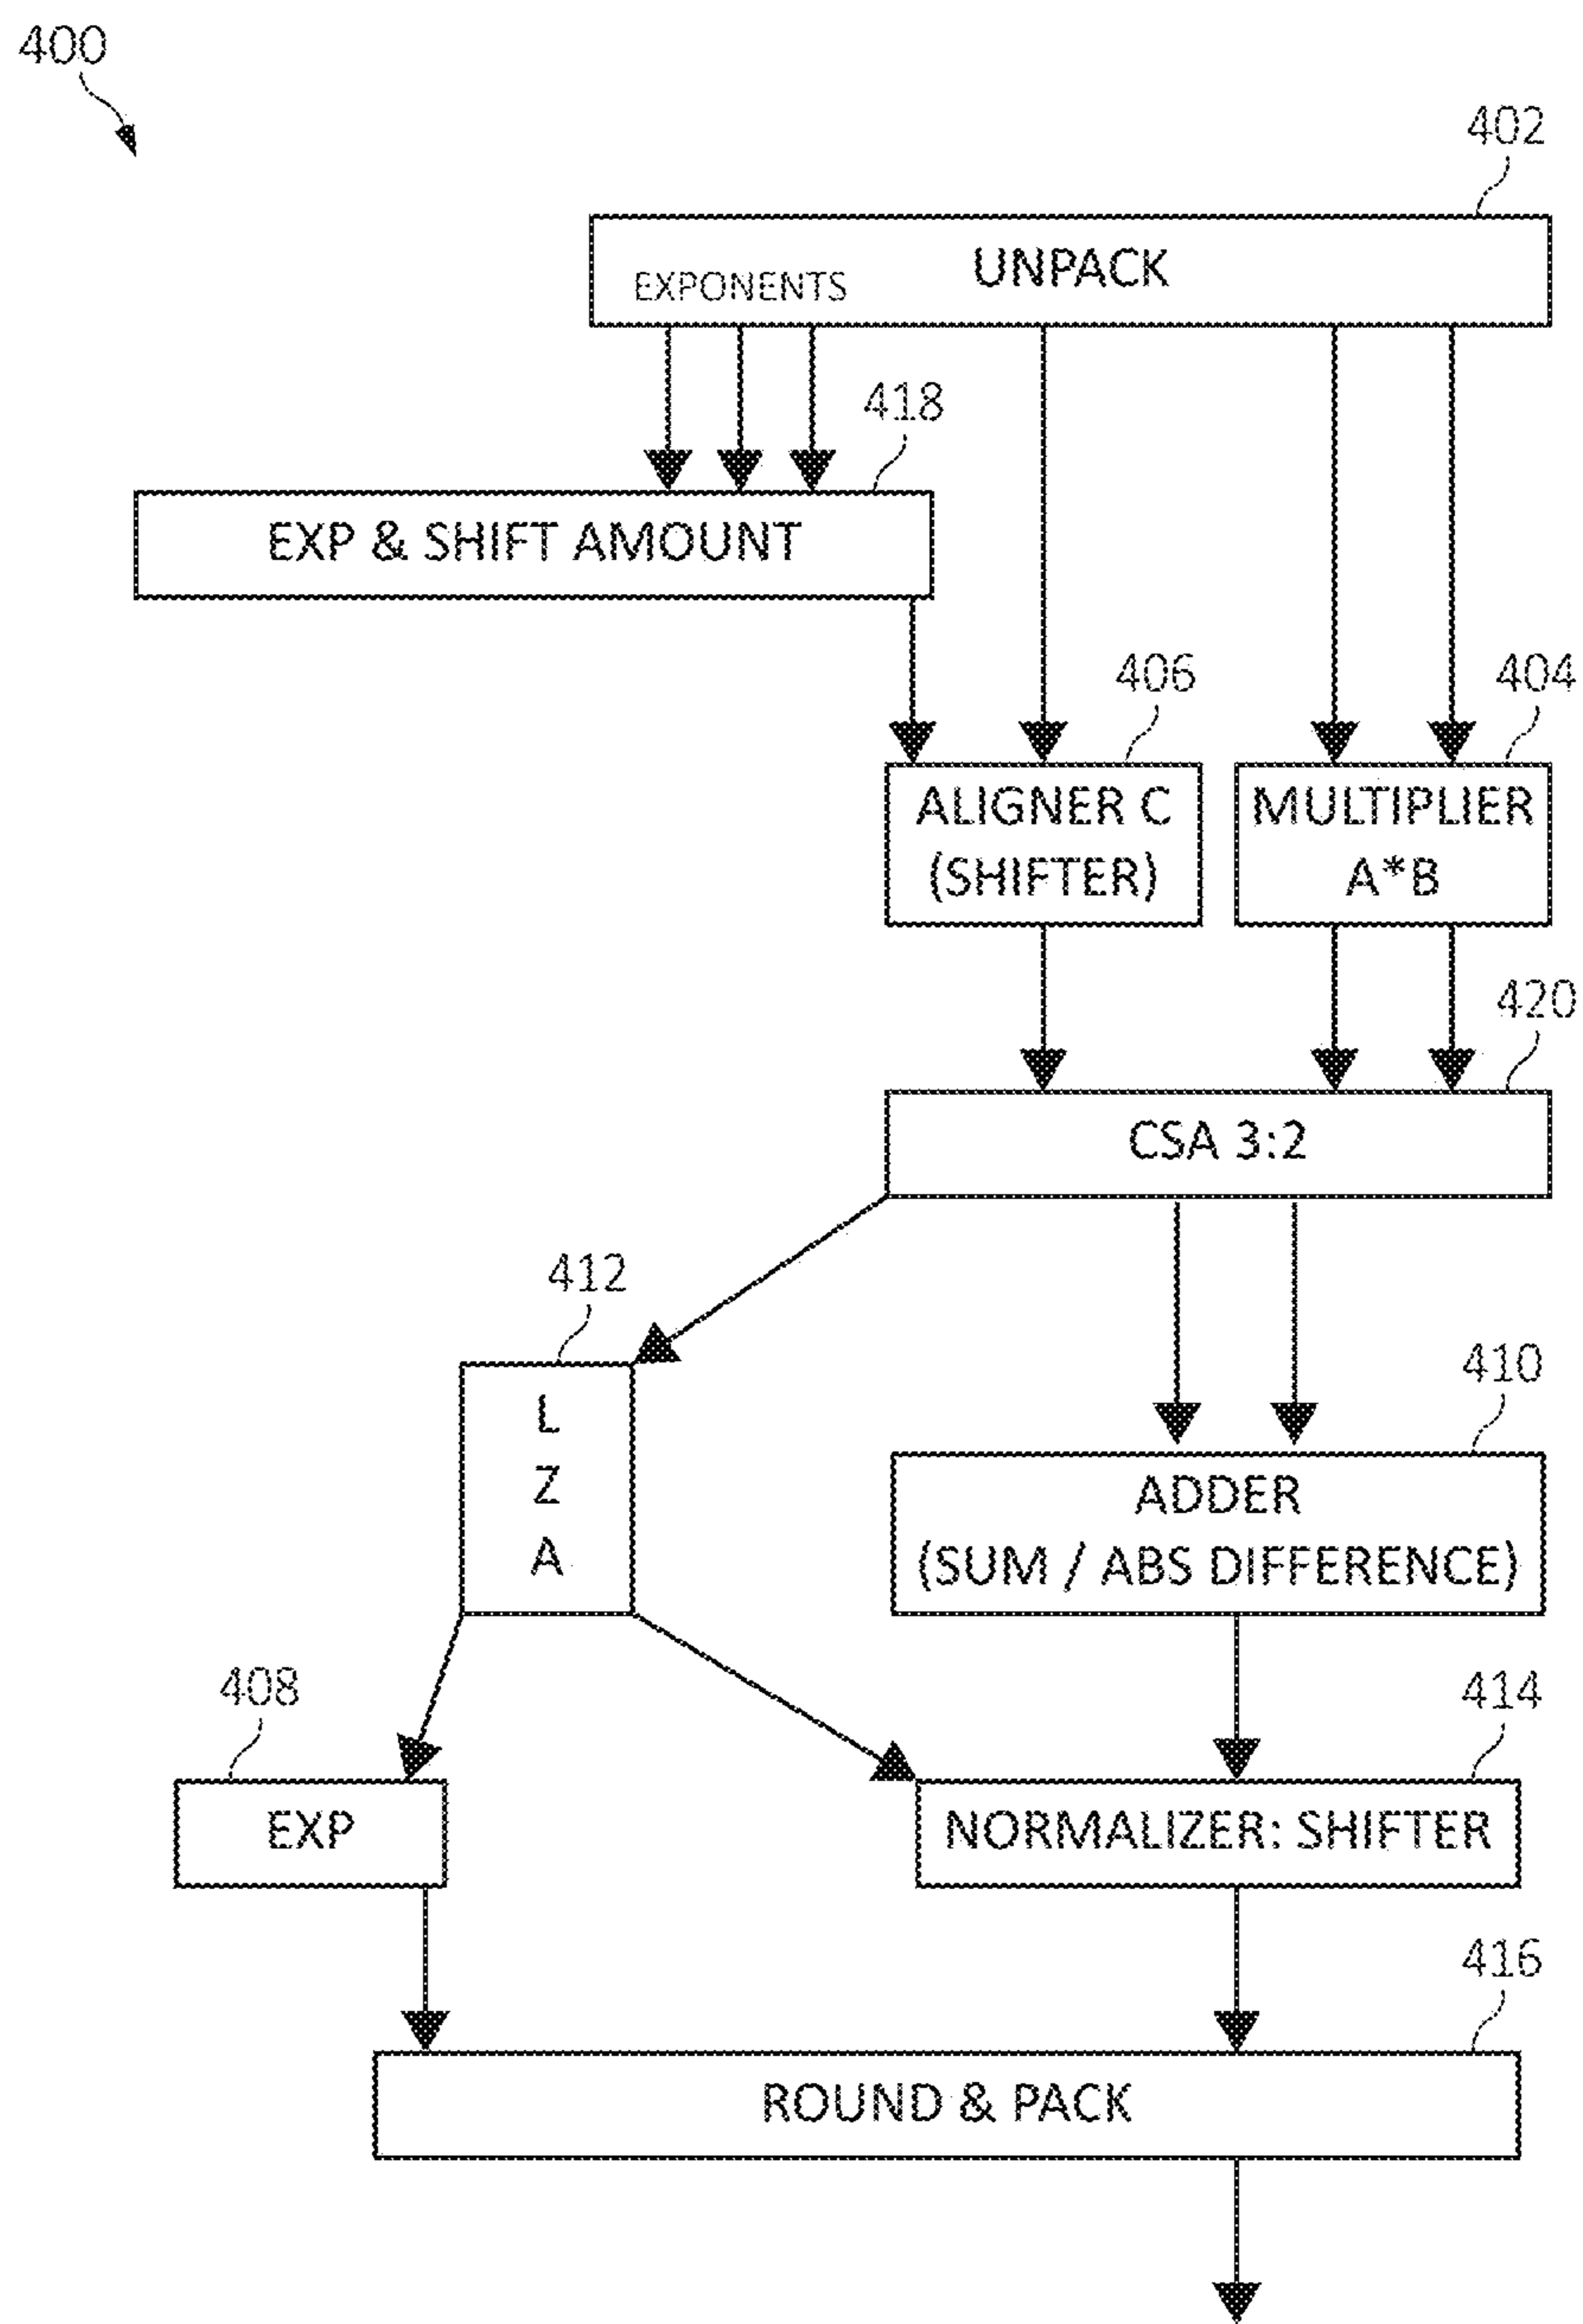 400
402
EXPONENTS UNPACK
418
EXP & SHIFT AMOUNT
406
404
ALIGNER C
(SHIFTER)
MULTIPLIER
A*B
420
CSA 3:2
412
L
Z
A
410
ADDER
(SUM / ABS DIFFERENCE)
408
EXP
414
NORMALIZER: SHIFTER
416
ROUND & PACK